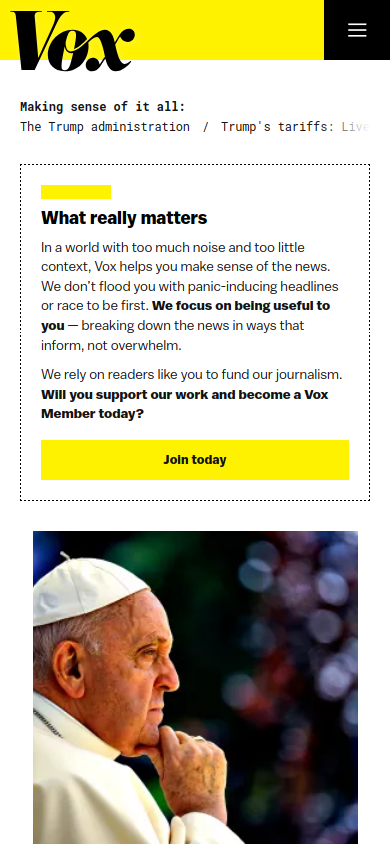 Vox
Making sense of it all:
The Trump administration / Trump's tariffs: Live
What really matters
In a world with too much noise and too little
context, Vox helps you make sense of the news.
We don't flood you with panic-inducing headlines
or race to be first. We focus on being useful to
you — breaking down the news in ways that
inform, not overwhelm.
We rely on readers like you to fund our journalism.
Will you support our work and become a Vox
Member today?
Join today